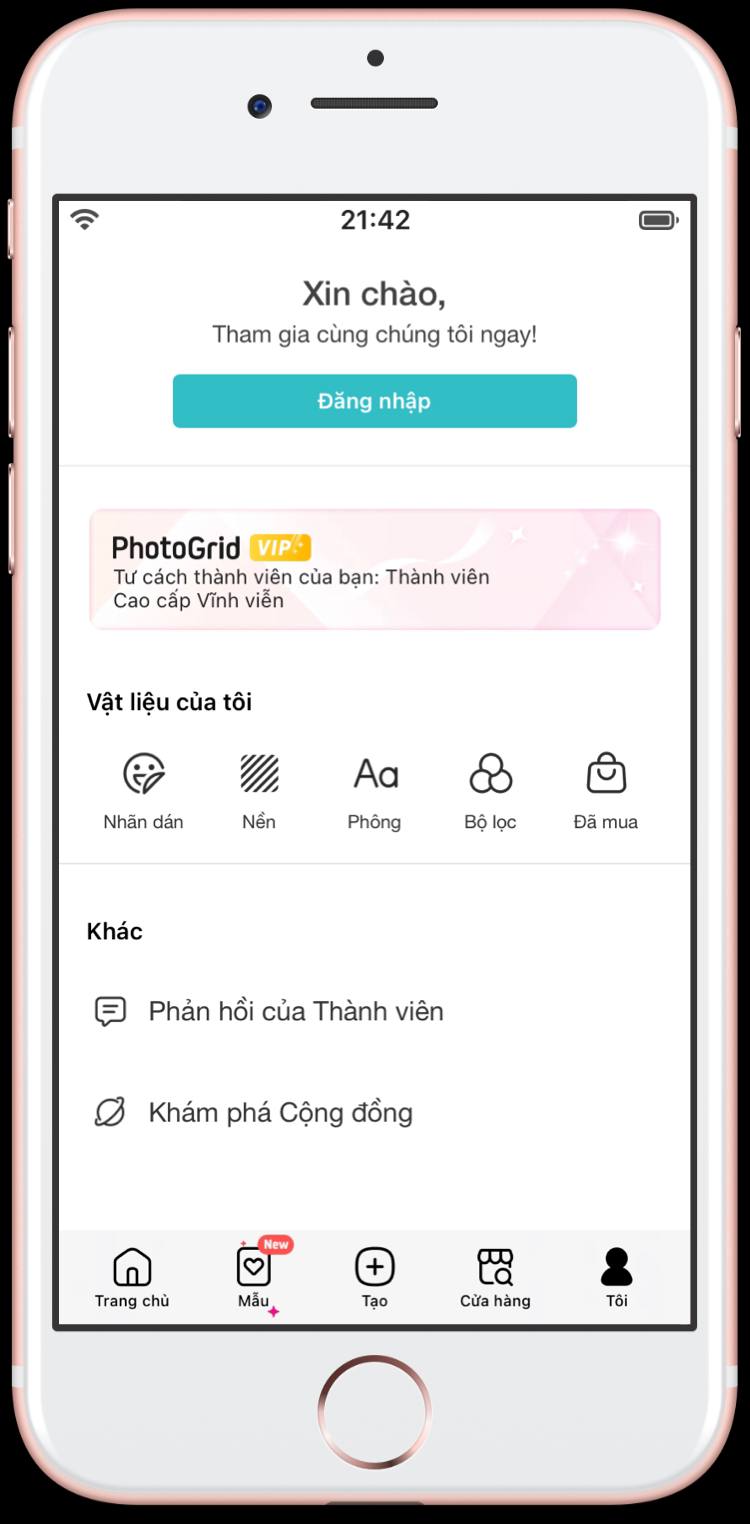 21:42
Xin chào,
Tham gia cùng chúng tôi ngay!
Đăng nhập
PhotoGrid VIP
Tư cách thành viên của bạn: Thành viên
Cao cấp Vĩnh viễn
Vật liệu của tôi
Aa
Nhãn dán Nền Phông Bộ lọc Đã mua
Khác
Phản hồi của Thành viên
Khám phá Cộng đồng
New
Trang chủ Mẫu Tạo Cửa hàng Tôi